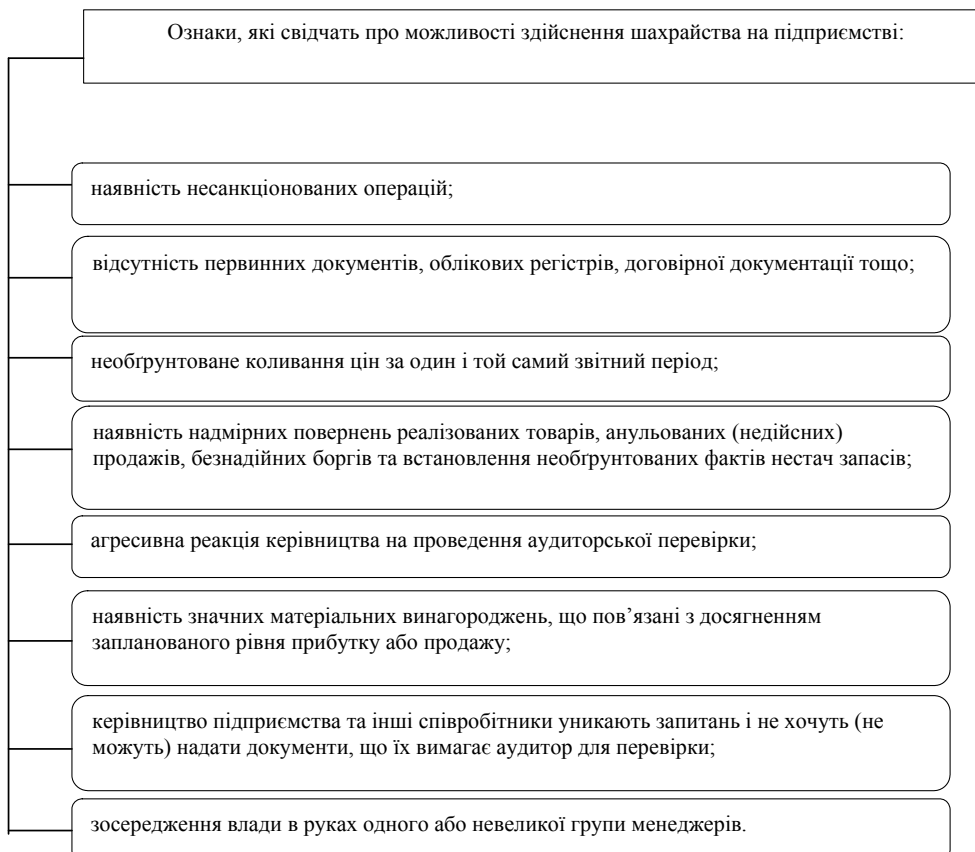 Ознаки, які свідчать про можливості здійснення шахрайства на підприємстві:
наявність несанкціонованих операцій;
відсутність первинних документів, облікових регістрів, договірної документації тощо;
необґрунтоване коливання цін за один і той самий звітний період;
наявність надмірних повернень реалізованих товарів, анульованих (недійсних)
продажів, безнадійних боргів та встановлення необґрунтованих фактів нестач запасів;
агресивна реакція керівництва на проведення аудиторської перевірки;
наявність значних матеріальних винагороджень, що пов’язані з досягненням
запланованого рівня прибутку або продажу;
керівництво підприємства та інші співробітники уникають запитань і не хочуть (не
можуть) надати документи, що їх вимагає аудитор для перевірки;
зосередження влади в руках одного або невеликої групи менеджерів.